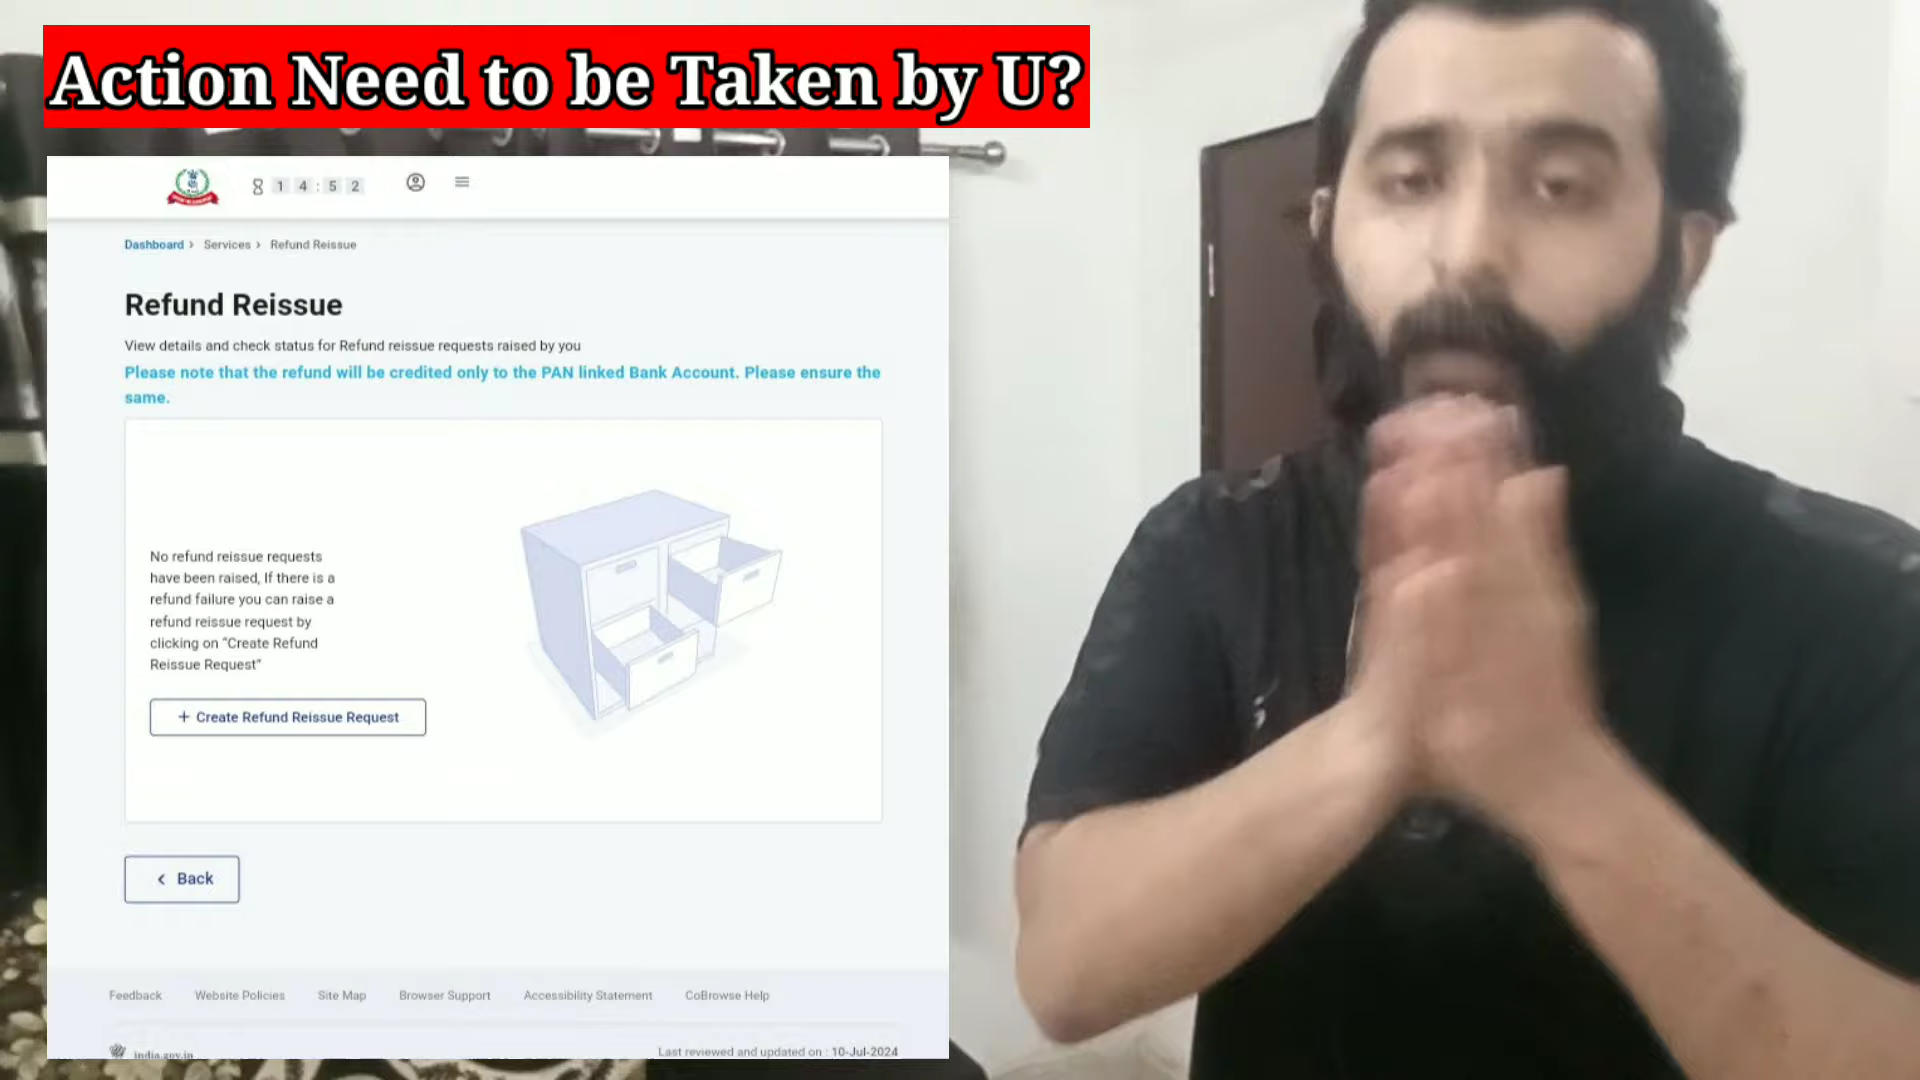 Action Need to be Taken by U?
1 4 : 5 2
Dashboard > Services > Refund Reissue
Refund Reissue
View details and check status for Refund reissue requests raised by you
Please note that the refund will be credited only to the PAN linked Bank Account. Please ensure the
same.
No refund reissue requests
have been raised, If there is a
refund failure you can raise a
refund reissue request by
clicking on "Create Refund
Reissue Request"
+ Create Refund Reissue Request
< Back
Feedback Website Policies Site Map Browser Support Accessibility Statement CoBrowse Help
india.gov.in
Last reviewed and updated on : 10-Jul-2024